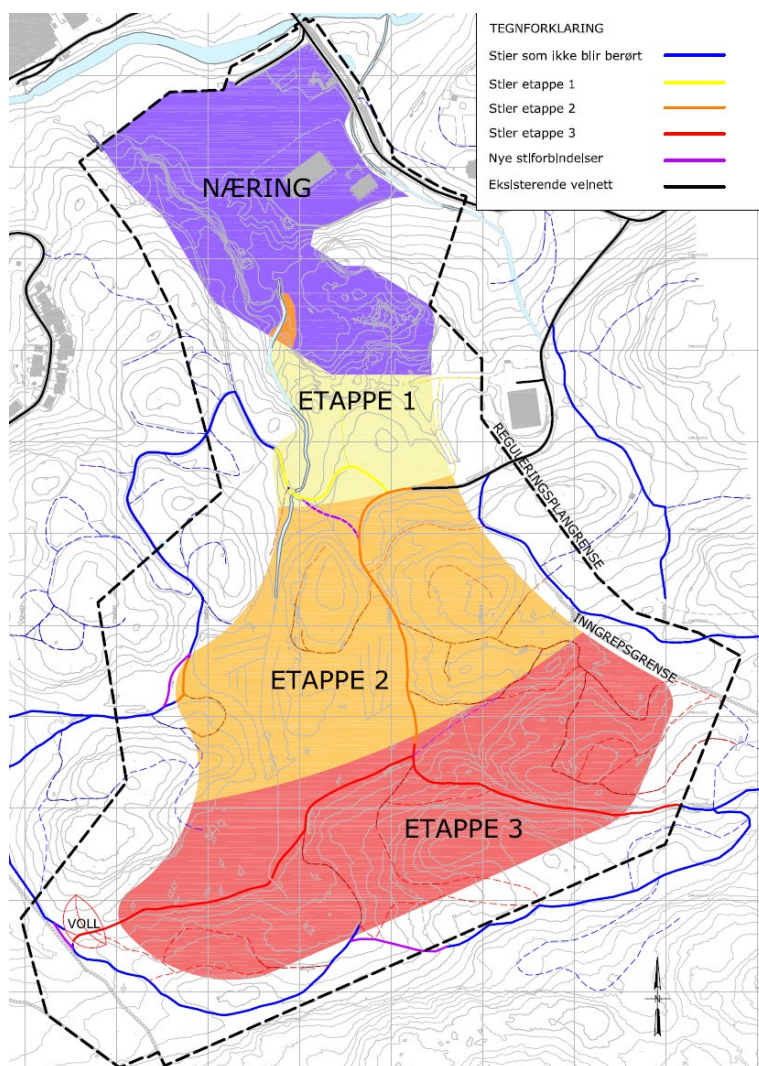 TEGNFORKLARING
Stier som ikke blir berørt
Stier etappe 1
Stier etappe 2
Stier etappe 3
Nye stiforbindelser
Eksisterende veinett
NÆRING
ETAPPE 1
REGULERINGSPLANGRENSE
INNGREPSGRENSE
ETAPPE 2
ETAPPE 3
VOLL
N